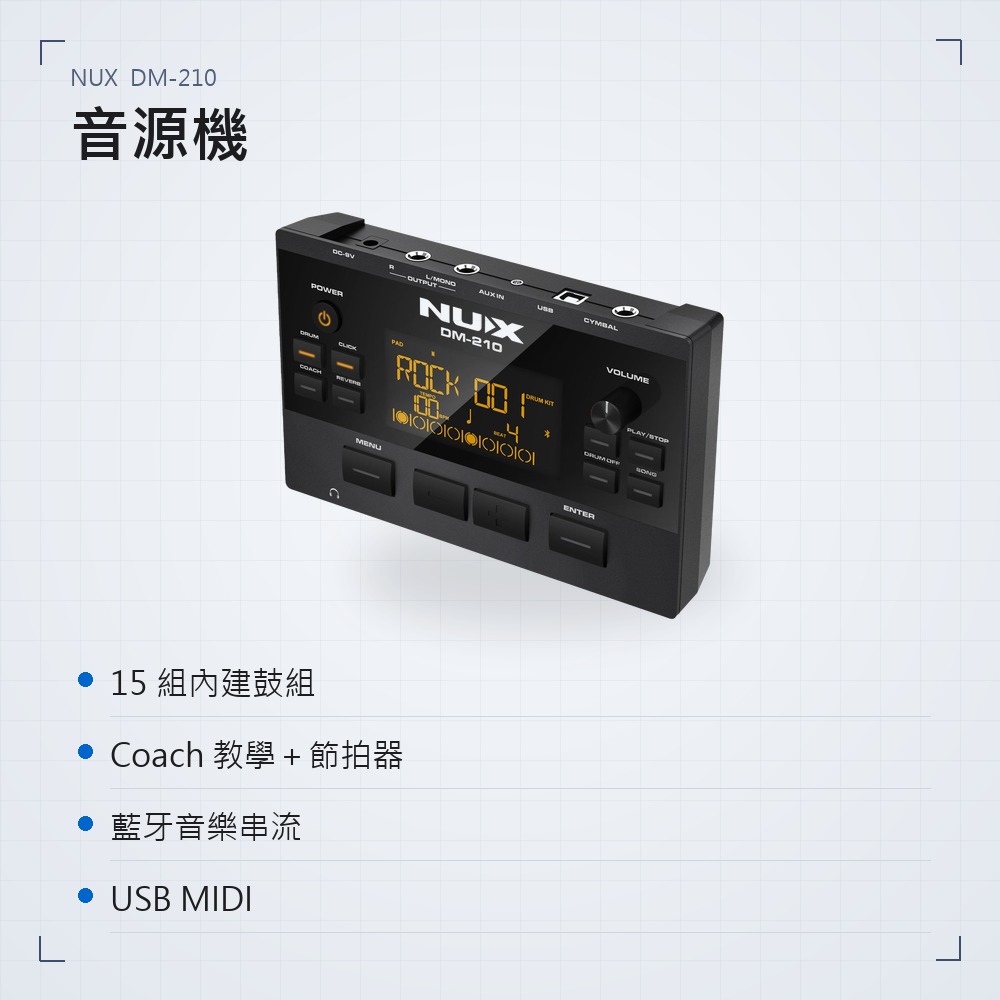 NUX DM-210
音源機
DC-9V
R
L/MONO
OUTPUT
AUX IN
USB
CYMBAL
POWER
NUX
DM-210
DRUM
CLICK
COACH
REVERB
PAD
ROCK 001
DRUM KIT
TEMPO
100 BPM
BEAT 4
VOLUME
PLAY/STOP
DRUM OFF
SONG
MENU
ENTER
15 組內建鼓組
Coach 教學 + 節拍器
藍牙音樂串流
USB MIDI